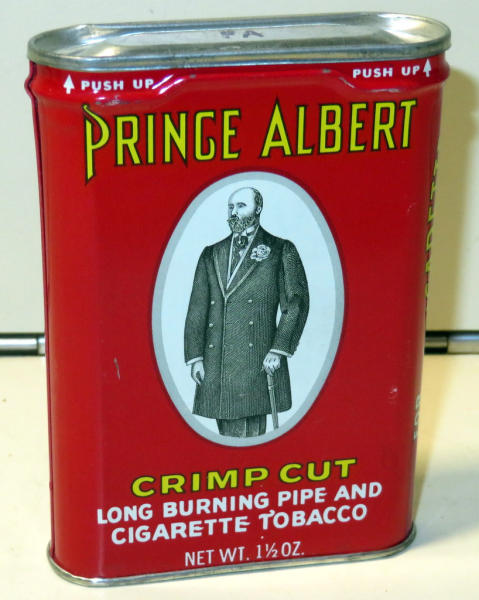 ↑ PUSH UP
PUSH UP ↑
PRINCE ALBERT
CRIMP CUT
LONG BURNING PIPE AND
CIGARETTE TOBACCO
NET WT. 1½ OZ.
FOR